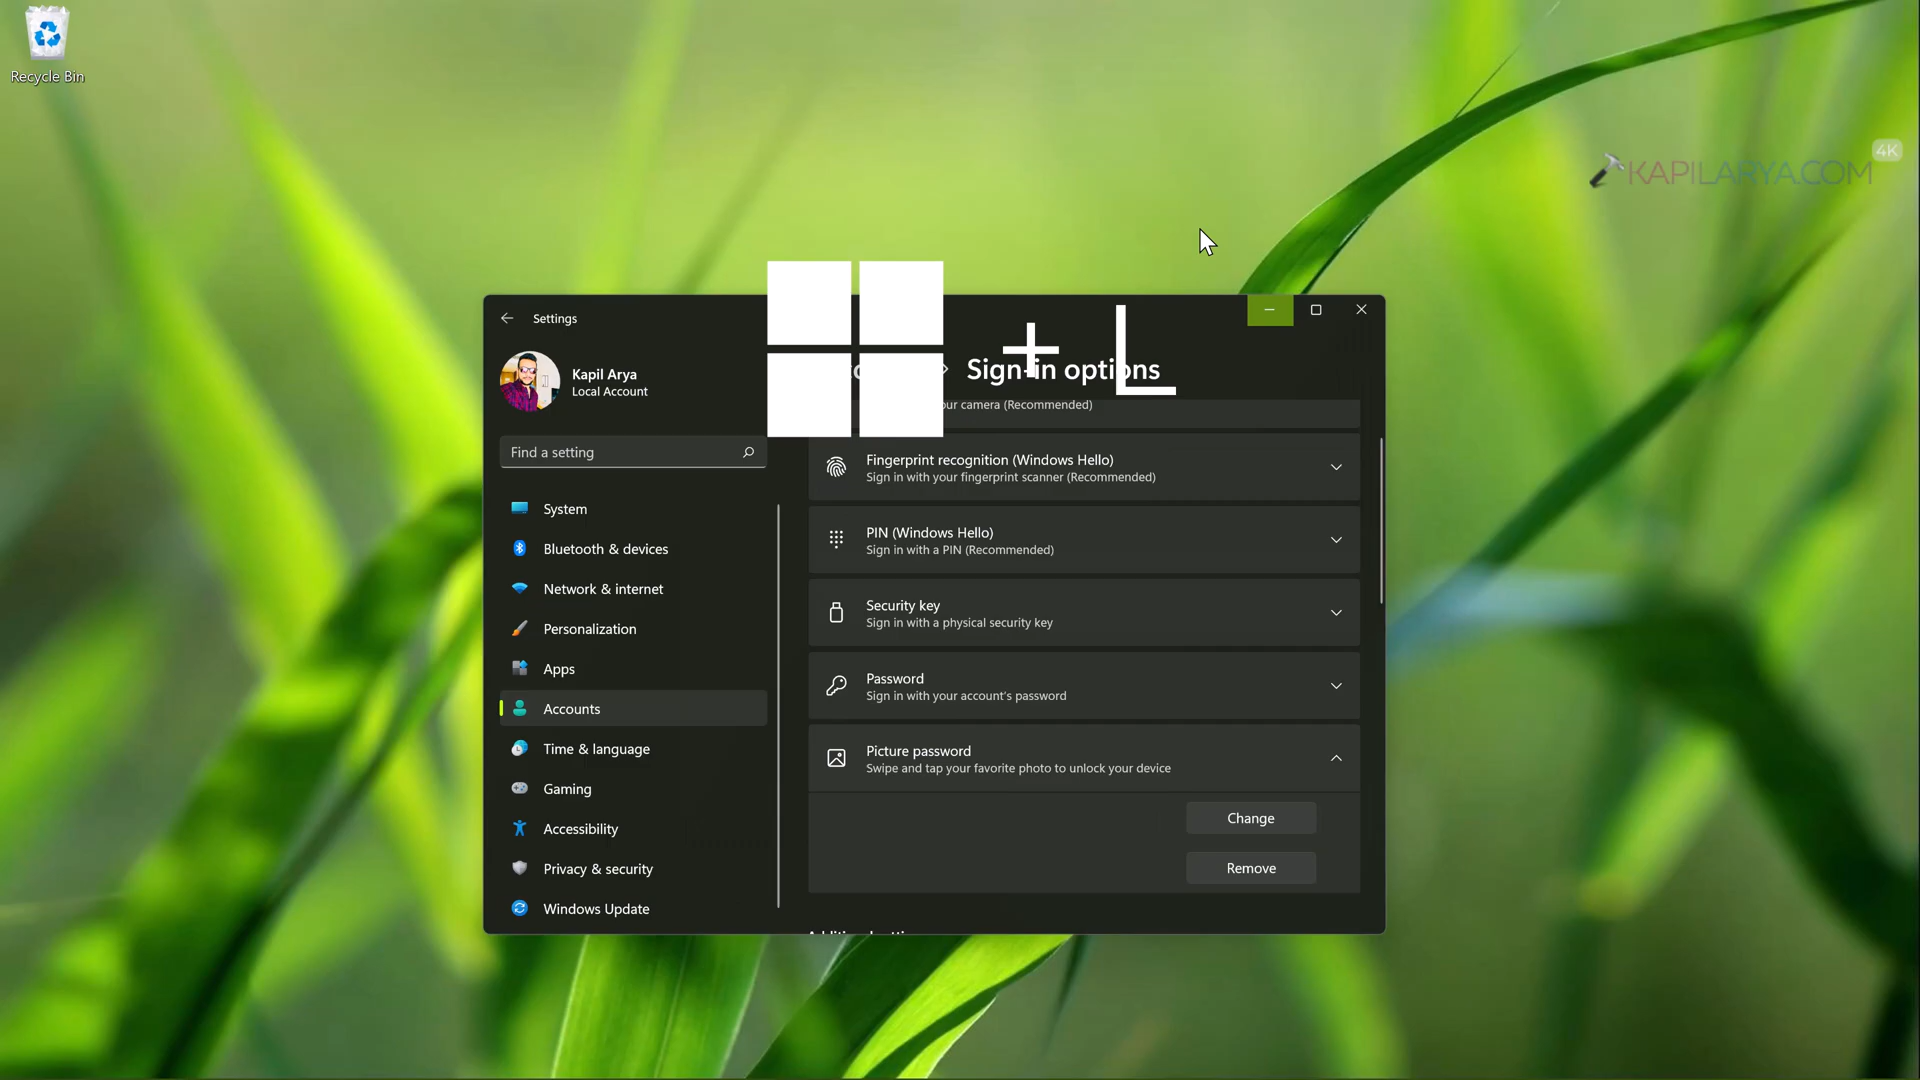 Recycle Bin
4K
KAPILARYA.COM
Settings
+ L
Kapil Arya
Local Account
Sign-in options
camera (Recommended)
Find a setting
Fingerprint recognition (Windows Hello)
Sign in with your fingerprint scanner (Recommended)
System
PIN (Windows Hello)
Sign in with a PIN (Recommended)
Bluetooth & devices
Network & internet
Security key
Sign in with a physical security key
Personalization
Apps
Password
Sign in with your account's password
Accounts
Time & language
Picture password
Swipe and tap your favorite photo to unlock your device
Gaming
Change
Accessibility
Privacy & security
Remove
Windows Update